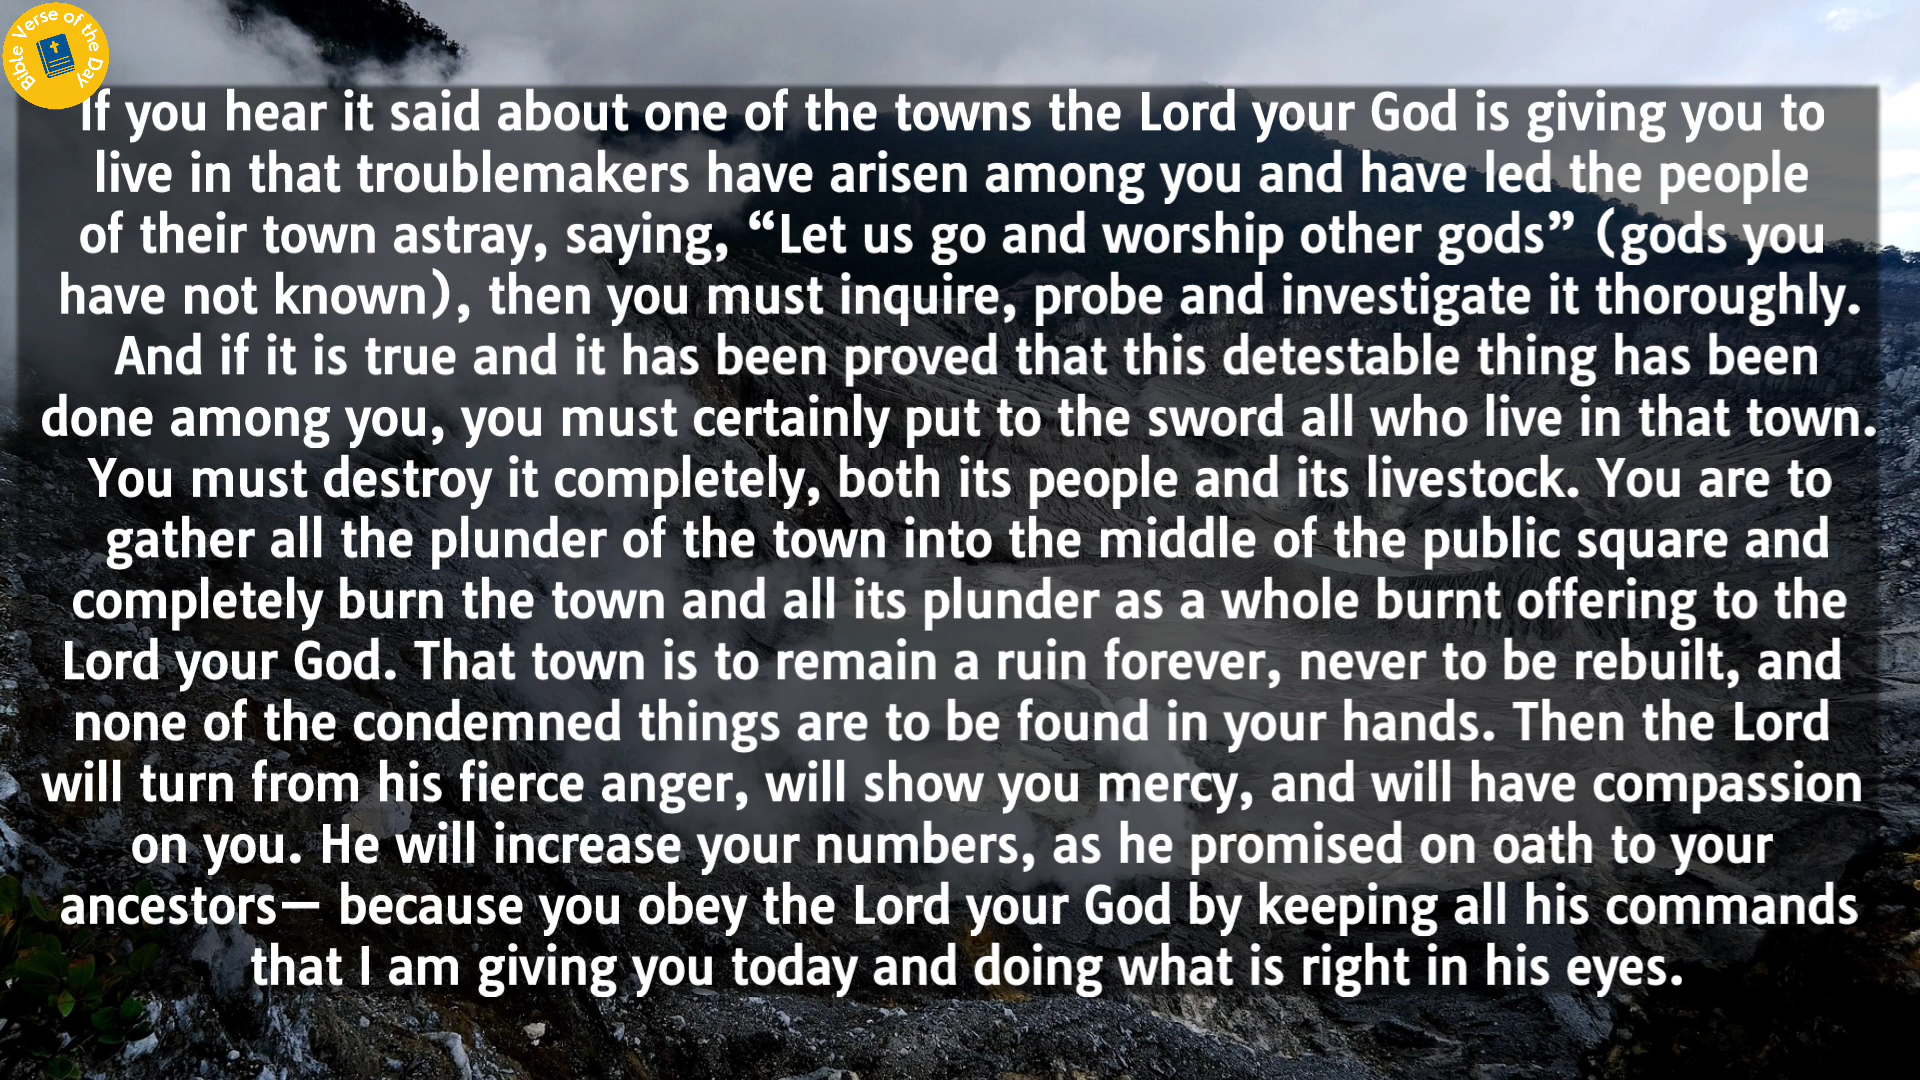 Bible Verse of the Day
If you hear it said about one of the towns the Lord your God is giving you to
live in that troublemakers have arisen among you and have led the people
of their town astray, saying, “Let us go and worship other gods” (gods you
have not known), then you must inquire, probe and investigate it thoroughly.
And if it is true and it has been proved that this detestable thing has been
done among you, you must certainly put to the sword all who live in that town.
You must destroy it completely, both its people and its livestock. You are to
gather all the plunder of the town into the middle of the public square and
completely burn the town and all its plunder as a whole burnt offering to the
Lord your God. That town is to remain a ruin forever, never to be rebuilt, and
none of the condemned things are to be found in your hands. Then the Lord
will turn from his fierce anger, will show you mercy, and will have compassion
on you. He will increase your numbers, as he promised on oath to your
ancestors— because you obey the Lord your God by keeping all his commands
that I am giving you today and doing what is right in his eyes.